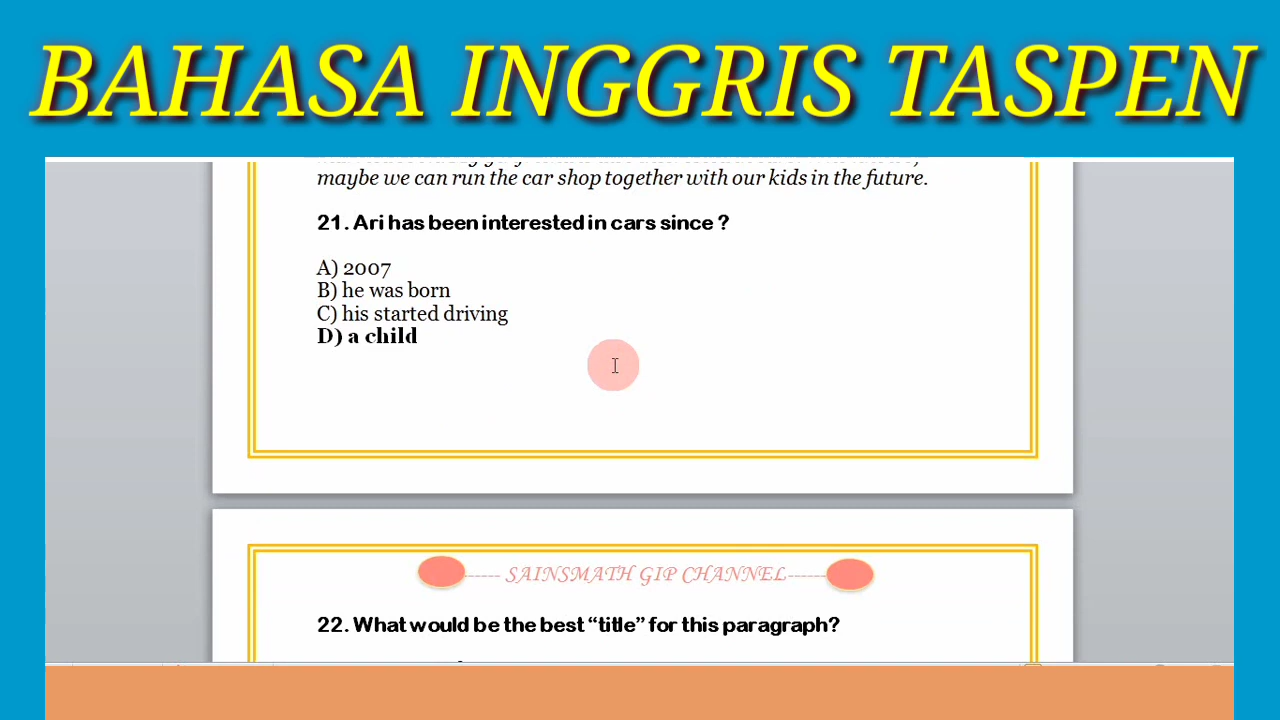 BAHASA INGGRIS TASPEN
maybe we can run the car shop together with our kids in the future.
21. Ari has been interested in cars since ?
A) 2007
B) he was born
C) his started driving
D) a child
------ SAINSMATH GIP CHANNEL------
22. What would be the best “title” for this paragraph?